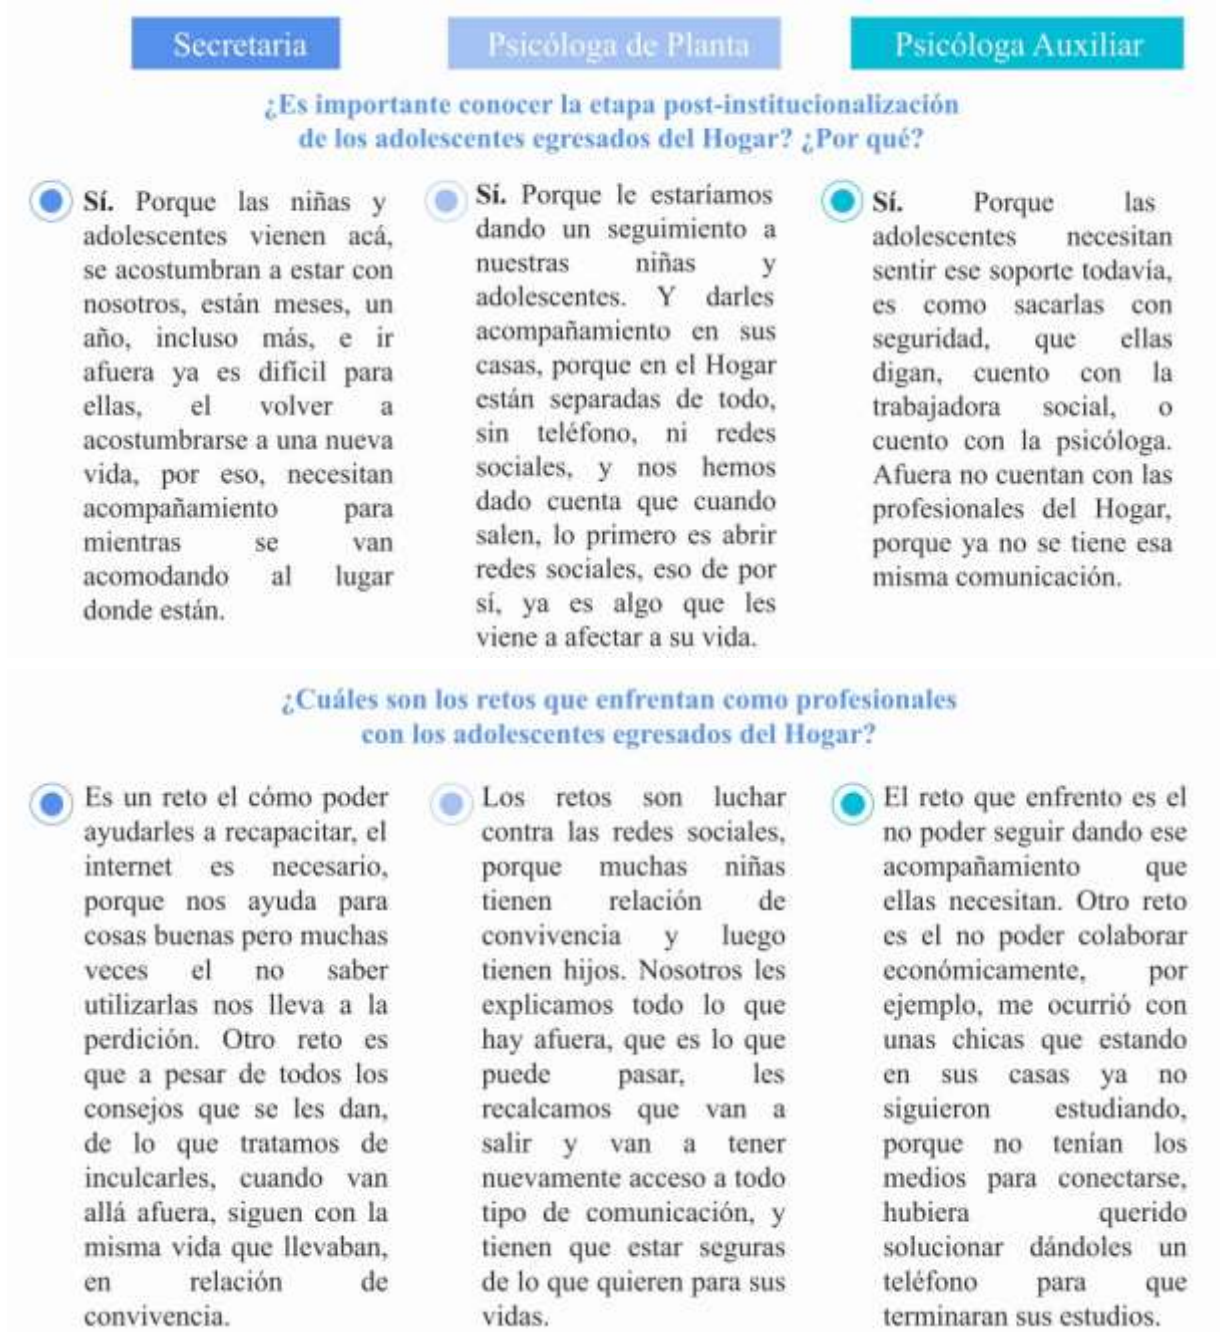 Secretaria
Psicóloga de Planta
Psicóloga Auxiliar
¿Es importante conocer la etapa post-institucionalización
de los adolescentes egresados del Hogar? ¿Por qué?
Sí. Porque las niñas y
adolescentes vienen acá,
se acostumbran a estar con
nosotros, están meses, un
año, incluso más, e ir
afuera ya es difícil para
ellas, el volver a
acostumbrarse a una nueva
vida, por eso, necesitan
acompañamiento para
mientras se van
acomodando al lugar
donde están.
Sí. Porque le estaríamos
dando un seguimiento a
nuestras niñas y
adolescentes. Y darles
acompañamiento en sus
casas, porque en el Hogar
están separadas de todo,
sin teléfono, ni redes
sociales, y nos hemos
dado cuenta que cuando
salen, lo primero es abrir
redes sociales, eso de por
sí, ya es algo que les
viene a afectar a su vida.
Sí. Porque las
adolescentes necesitan
sentir ese soporte todavía,
es como sacarlas con
seguridad, que ellas
digan, cuento con la
trabajadora social, o
cuento con la psicóloga.
Afuera no cuentan con las
profesionales del Hogar,
porque ya no se tiene esa
misma comunicación.
¿Cuáles son los retos que enfrentan como profesionales
con los adolescentes egresados del Hogar?
Es un reto el cómo poder
ayudarles a recapacitar, el
internet es necesario,
porque nos ayuda para
cosas buenas pero muchas
veces el no saber
utilizarlas nos lleva a la
perdición. Otro reto es
que a pesar de todos los
consejos que se les dan,
de lo que tratamos de
inculcarles, cuando van
allá afuera, siguen con la
misma vida que llevaban,
en relación de
convivencia.
Los retos son luchar
contra las redes sociales,
porque muchas niñas
tienen relación de
convivencia y luego
tienen hijos. Nosotros les
explicamos todo lo que
hay afuera, que es lo que
puede pasar, les
recalcamos que van a
salir y van a tener
nuevamente acceso a todo
tipo de comunicación, y
tienen que estar seguras
de lo que quieren para sus
vidas.
El reto que enfrento es el
no poder seguir dando ese
acompañamiento que
ellas necesitan. Otro reto
es el no poder colaborar
económicamente, por
ejemplo, me ocurrió con
unas chicas que estando
en sus casas ya no
siguieron estudiando,
porque no tenían los
medios para conectarse,
hubiera querido
solucionar dándoles un
teléfono para que
terminaran sus estudios.